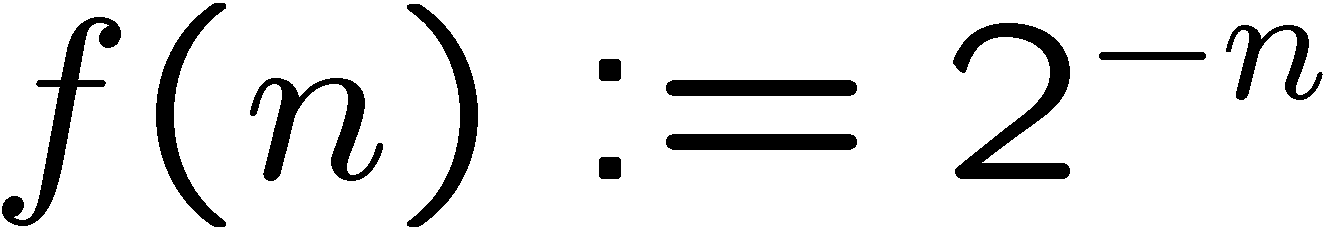 f(n) := 2⁻ⁿ